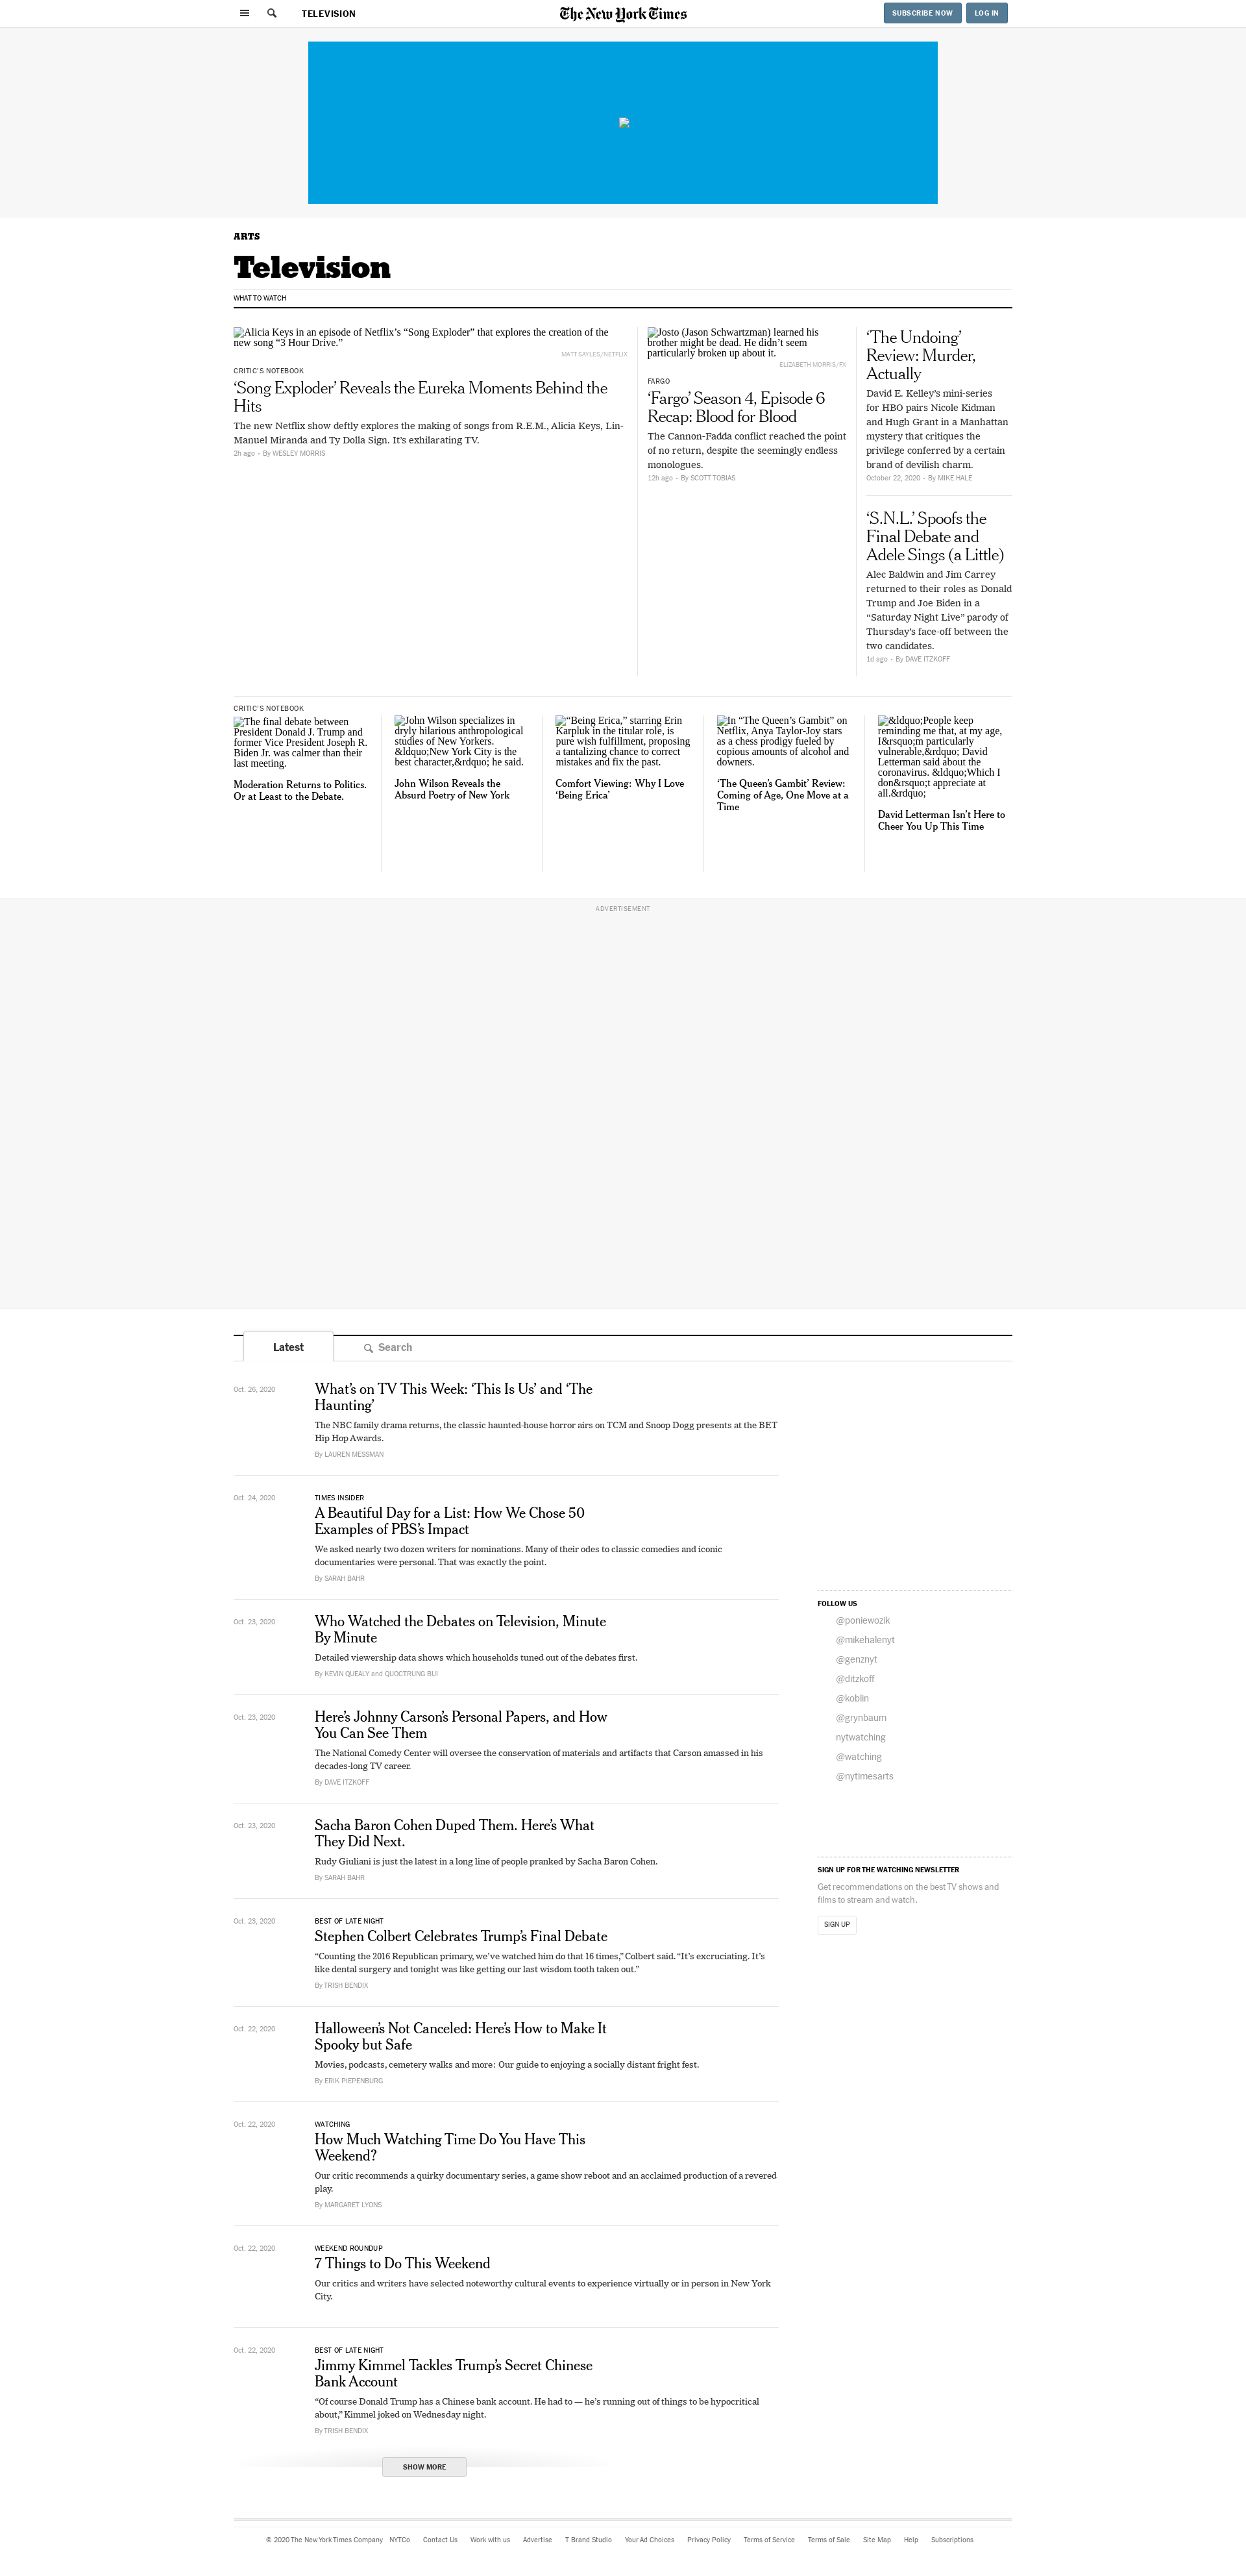 TELEVISION
The New York Times
SUBSCRIBE NOW
LOG IN
ARTS
Television
WHAT TO WATCH
Alicia Keys in an episode of Netflix’s “Song Exploder” that explores the creation of the
new song “3 Hour Drive.”
MATT SAYLES/NETFLIX
CRITIC’S NOTEBOOK
‘Song Exploder’ Reveals the Eureka Moments Behind the
Hits
The new Netflix show deftly explores the making of songs from R.E.M., Alicia Keys, Lin-
Manuel Miranda and Ty Dolla Sign. It’s exhilarating TV.
2h ago - By WESLEY MORRIS
Josto (Jason Schwartzman) learned his
brother might be dead. He didn’t seem
particularly broken up about it.
ELIZABETH MORRIS/FX
FARGO
‘Fargo’ Season 4, Episode 6
Recap: Blood for Blood
The Cannon-Fadda conflict reached the point
of no return, despite the seemingly endless
monologues.
12h ago - By SCOTT TOBIAS
‘The Undoing’
Review: Murder,
Actually
David E. Kelley’s mini-series
for HBO pairs Nicole Kidman
and Hugh Grant in a Manhattan
mystery that critiques the
privilege conferred by a certain
brand of devilish charm.
October 22, 2020 - By MIKE HALE
‘S.N.L.’ Spoofs the
Final Debate and
Adele Sings (a Little)
Alec Baldwin and Jim Carrey
returned to their roles as Donald
Trump and Joe Biden in a
“Saturday Night Live” parody of
Thursday’s face-off between the
two candidates.
1d ago - By DAVE ITZKOFF
CRITIC’S NOTEBOOK
The final debate between
President Donald J. Trump and
former Vice President Joseph R.
Biden Jr. was calmer than their
last meeting.
Moderation Returns to Politics.
Or at Least to the Debate.
John Wilson specializes in
dryly hilarious anthropological
studies of New Yorkers.
&ldquo;New York City is the
best character,&rdquo; he said.
John Wilson Reveals the
Absurd Poetry of New York
“Being Erica,” starring Erin
Karpluk in the titular role, is
pure wish fulfillment, proposing
a tantalizing chance to correct
mistakes and fix the past.
Comfort Viewing: Why I Love
‘Being Erica’
In “The Queen’s Gambit” on
Netflix, Anya Taylor-Joy stars
as a chess prodigy fueled by
copious amounts of alcohol and
downers.
‘The Queen’s Gambit’ Review:
Coming of Age, One Move at a
Time
&ldquo;People keep
reminding me that, at my age,
I&rsquo;m particularly
vulnerable,&rdquo; David
Letterman said about the
coronavirus. &ldquo;Which I
don&rsquo;t appreciate at
all.&rdquo;
David Letterman Isn’t Here to
Cheer You Up This Time
ADVERTISEMENT
Latest
Search
Oct. 26, 2020
What’s on TV This Week: ‘This Is Us’ and ‘The
Haunting’
The NBC family drama returns, the classic haunted-house horror airs on TCM and Snoop Dogg presents at the BET
Hip Hop Awards.
By LAUREN MESSMAN
Oct. 24, 2020
TIMES INSIDER
A Beautiful Day for a List: How We Chose 50
Examples of PBS’s Impact
We asked nearly two dozen writers for nominations. Many of their odes to classic comedies and iconic
documentaries were personal. That was exactly the point.
By SARAH BAHR
Oct. 23, 2020
Who Watched the Debates on Television, Minute
By Minute
Detailed viewership data shows which households tuned out of the debates first.
By KEVIN QUEALY and QUOCTRUNG BUI
Oct. 23, 2020
Here’s Johnny Carson’s Personal Papers, and How
You Can See Them
The National Comedy Center will oversee the conservation of materials and artifacts that Carson amassed in his
decades-long TV career.
By DAVE ITZKOFF
Oct. 23, 2020
Sacha Baron Cohen Duped Them. Here’s What
They Did Next.
Rudy Giuliani is just the latest in a long line of people pranked by Sacha Baron Cohen.
By SARAH BAHR
Oct. 23, 2020
BEST OF LATE NIGHT
Stephen Colbert Celebrates Trump’s Final Debate
“Counting the 2016 Republican primary, we’ve watched him do that 16 times,” Colbert said. “It’s excruciating. It’s
like dental surgery and tonight was like getting our last wisdom tooth taken out.”
By TRISH BENDIX
Oct. 22, 2020
Halloween’s Not Canceled: Here’s How to Make It
Spooky but Safe
Movies, podcasts, cemetery walks and more: Our guide to enjoying a socially distant fright fest.
By ERIK PIEPENBURG
Oct. 22, 2020
WATCHING
How Much Watching Time Do You Have This
Weekend?
Our critic recommends a quirky documentary series, a game show reboot and an acclaimed production of a revered
play.
By MARGARET LYONS
Oct. 22, 2020
WEEKEND ROUNDUP
7 Things to Do This Weekend
Our critics and writers have selected noteworthy cultural events to experience virtually or in person in New York
City.
Oct. 22, 2020
BEST OF LATE NIGHT
Jimmy Kimmel Tackles Trump’s Secret Chinese
Bank Account
“Of course Donald Trump has a Chinese bank account. He had to — he’s running out of things to be hypocritical
about,” Kimmel joked on Wednesday night.
By TRISH BENDIX
SHOW MORE
FOLLOW US
@poniewozik
@mikehalenyt
@genznyt
@ditzkoff
@koblin
@grynbaum
nytwatching
@watching
@nytimesarts
SIGN UP FOR THE WATCHING NEWSLETTER
Get recommendations on the best TV shows and
films to stream and watch.
SIGN UP
© 2020 The New York Times Company NYTCo Contact Us Work with us Advertise T Brand Studio Your Ad Choices Privacy Policy Terms of Service Terms of Sale Site Map Help Subscriptions